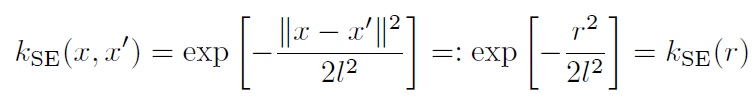 k_SE(x, x′) = exp[−‖x − x′‖²/2l²] =: exp[−r²/2l²] = k_SE(r)